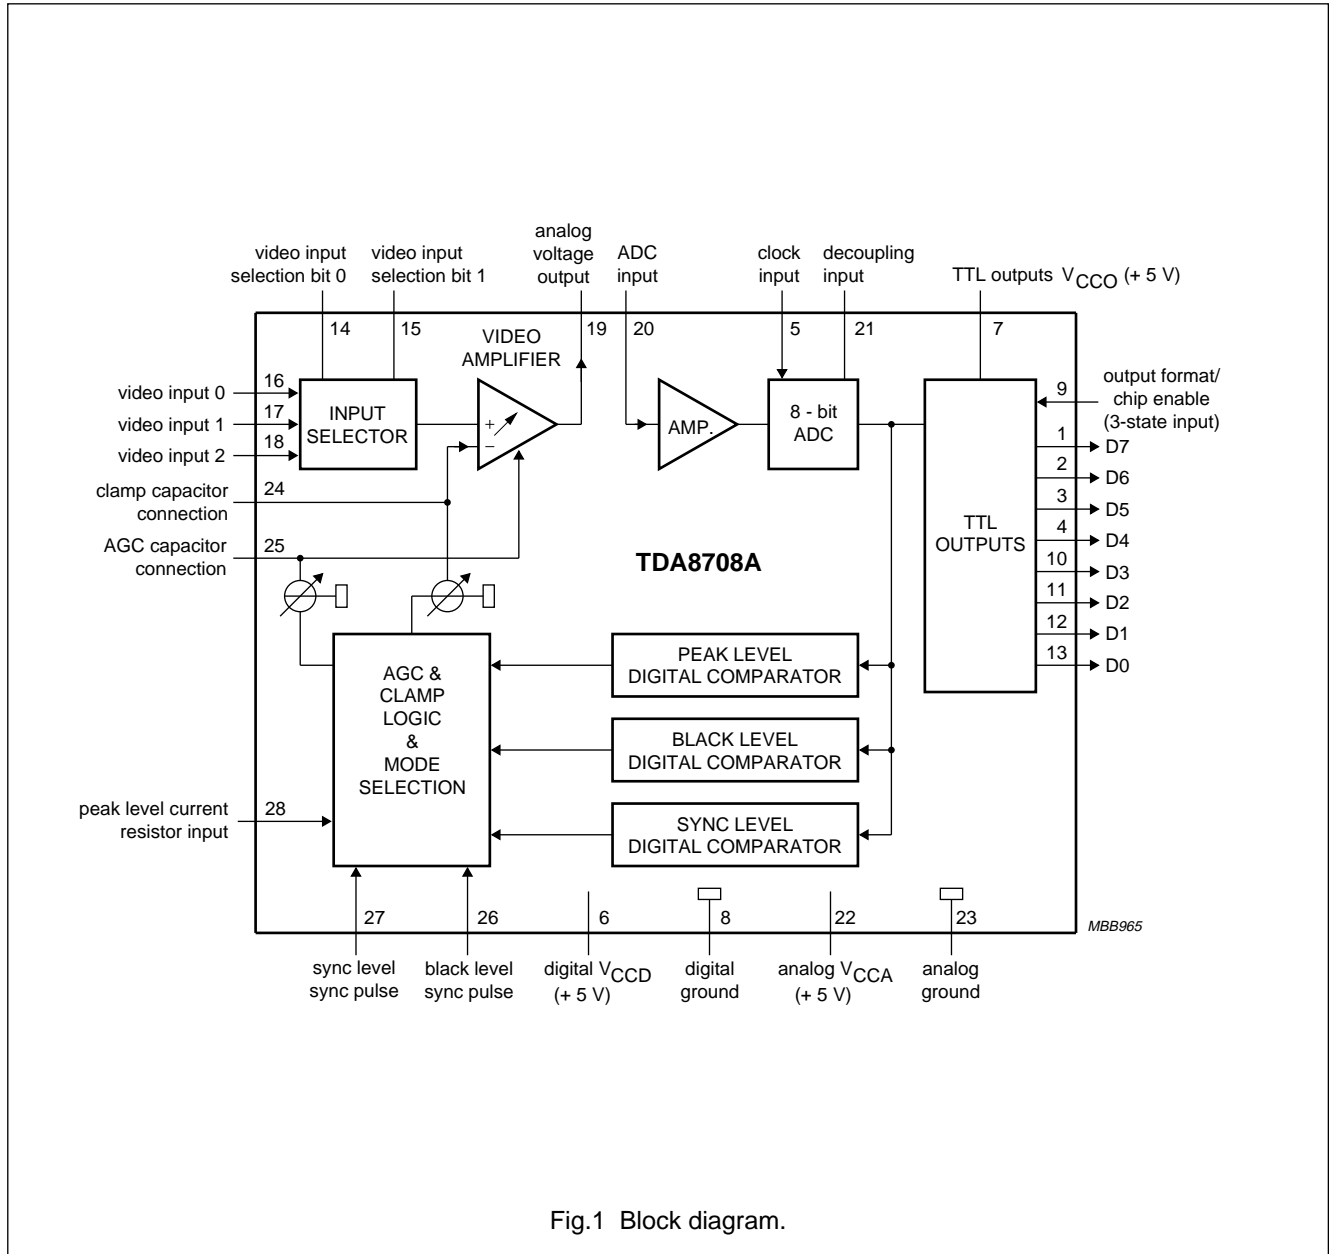 analog
video input video input voltage ADC clock decoupling
selection bit 0 selection bit 1 output input input input TTL outputs VCCO (+ 5 V)
14 15 VIDEO 19 20 5 21 7
AMPLIFIER
video input 0 16
video input 1 17
video input 2 18
INPUT
SELECTOR
+
−
AMP.
8 - bit
ADC
9 output format/
chip enable
(3-state input)
1 D7
2 D6
3 D5
4 D4
10 D3
11 D2
12 D1
13 D0
TTL
OUTPUTS
clamp capacitor 24
connection
AGC capacitor 25
connection
TDA8708A
AGC &
CLAMP
LOGIC
&
MODE
SELECTION
PEAK LEVEL
DIGITAL COMPARATOR
BLACK LEVEL
DIGITAL COMPARATOR
SYNC LEVEL
DIGITAL COMPARATOR
peak level current 28
resistor input
27 26 6 8 22 23
MBB965
sync level black level digital VCCD digital analog VCCA analog
sync pulse sync pulse (+ 5 V) ground (+ 5 V) ground
Fig.1 Block diagram.